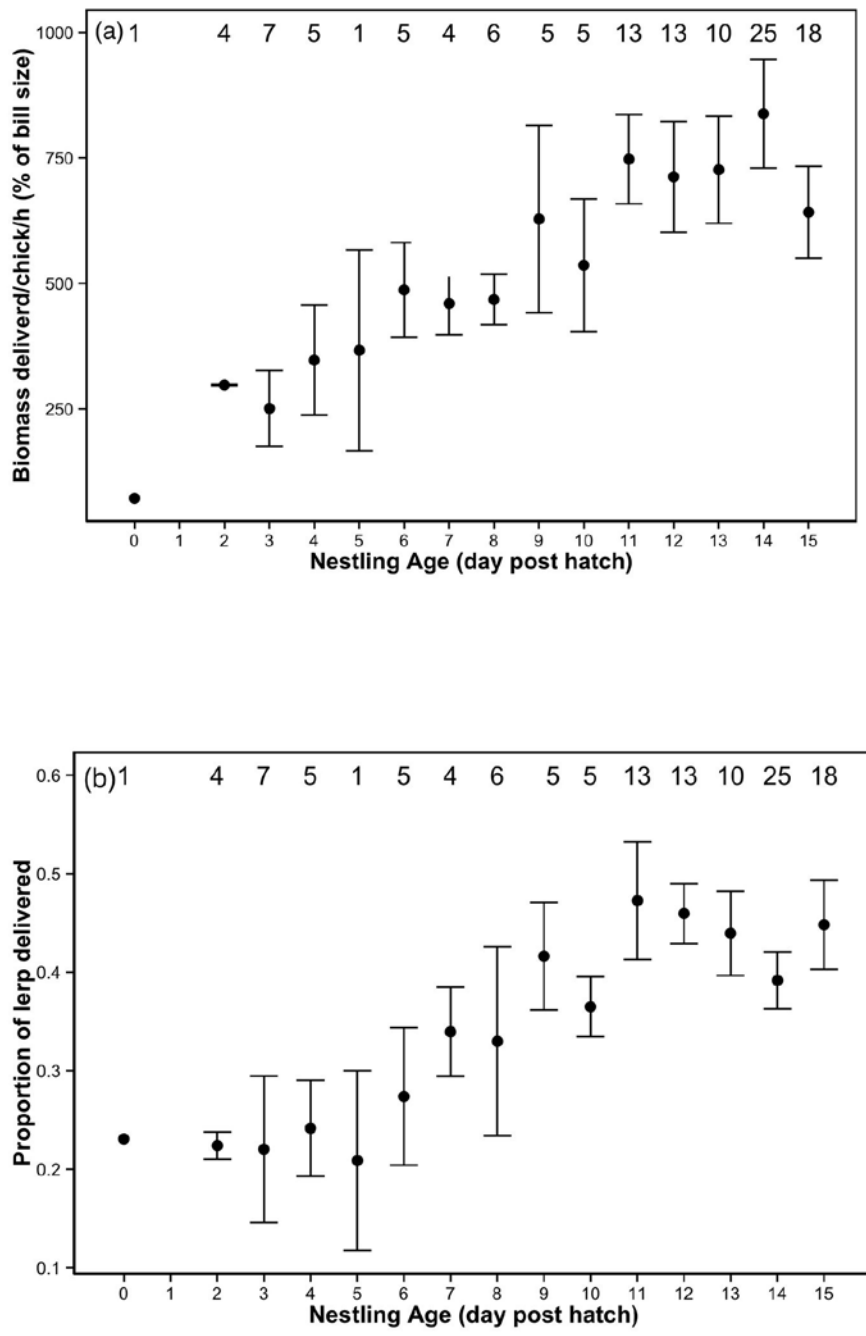 (a) 1 4 7 5 1 5 4 6 5 5 13 13 10 25 18
1000
750
500
250
Biomass deliverd/chick/h (% of bill size)
0 1 2 3 4 5 6 7 8 9 10 11 12 13 14 15
Nestling Age (day post hatch)
(b) 1 4 7 5 1 5 4 6 5 5 13 13 10 25 18
0.6
0.5
0.4
0.3
0.2
0.1
Proportion of lerp delivered
0 1 2 3 4 5 6 7 8 9 10 11 12 13 14 15
Nestling Age (day post hatch)